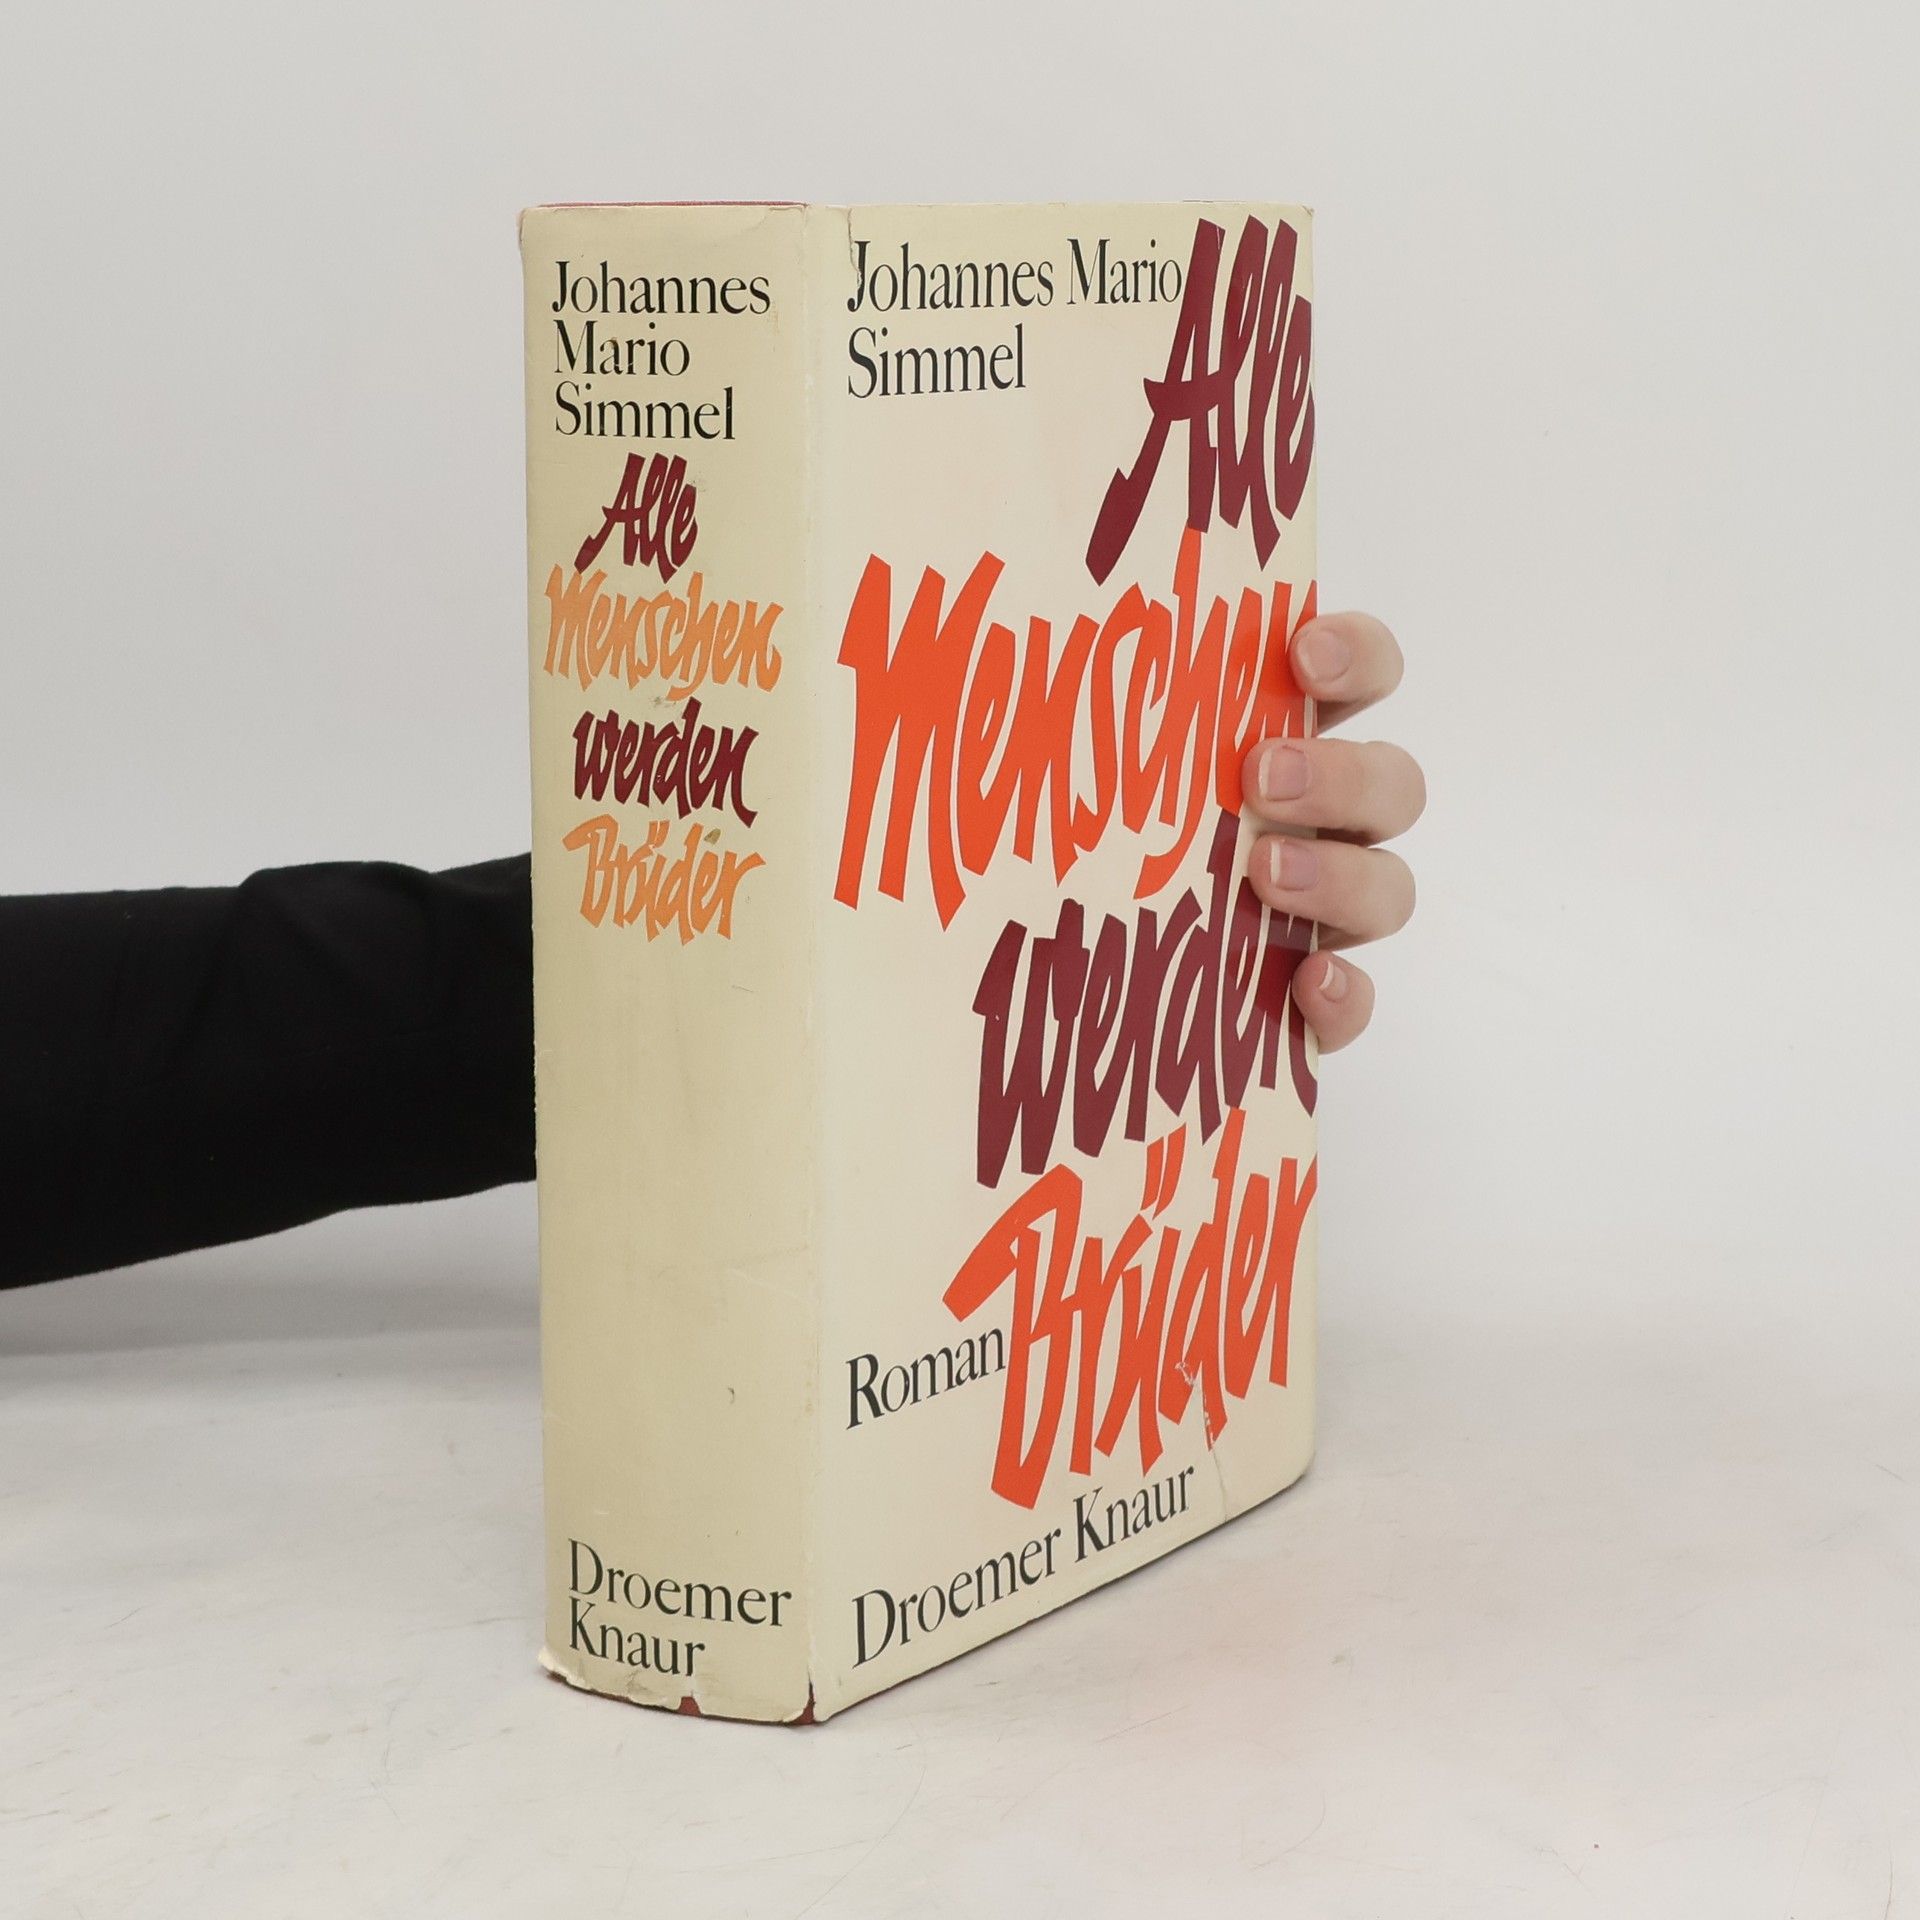 Johannes
Mario
Simmel
Alle
Menschen
werden
Brüder
Droemer
Knaur
Johannes Mario
Simmel
Alle
Menschen
werden
Brüder
Roman
Droemer Knaur